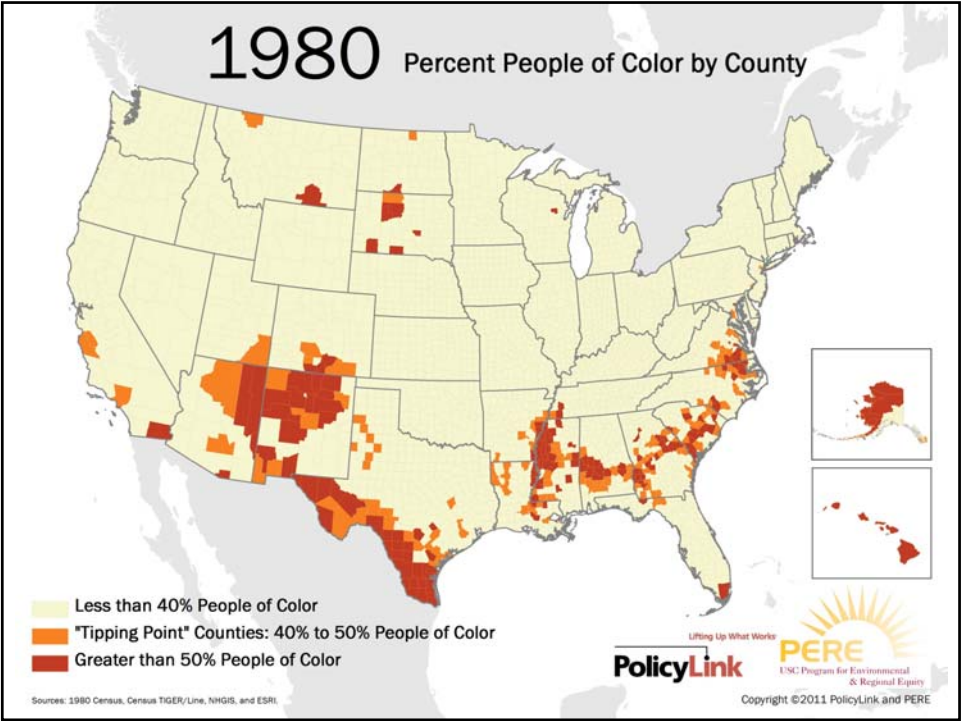 1980 Percent People of Color by County
Less than 40% People of Color
"Tipping Point" Counties: 40% to 50% People of Color
Greater than 50% People of Color
Lifting Up What Works
PolicyLink
PERE
USC Program for Environmental
& Regional Equity
Sources: 1980 Census, Census TIGER/Line, NHGIS, and ESRI.
Copyright ©2011 PolicyLink and PERE